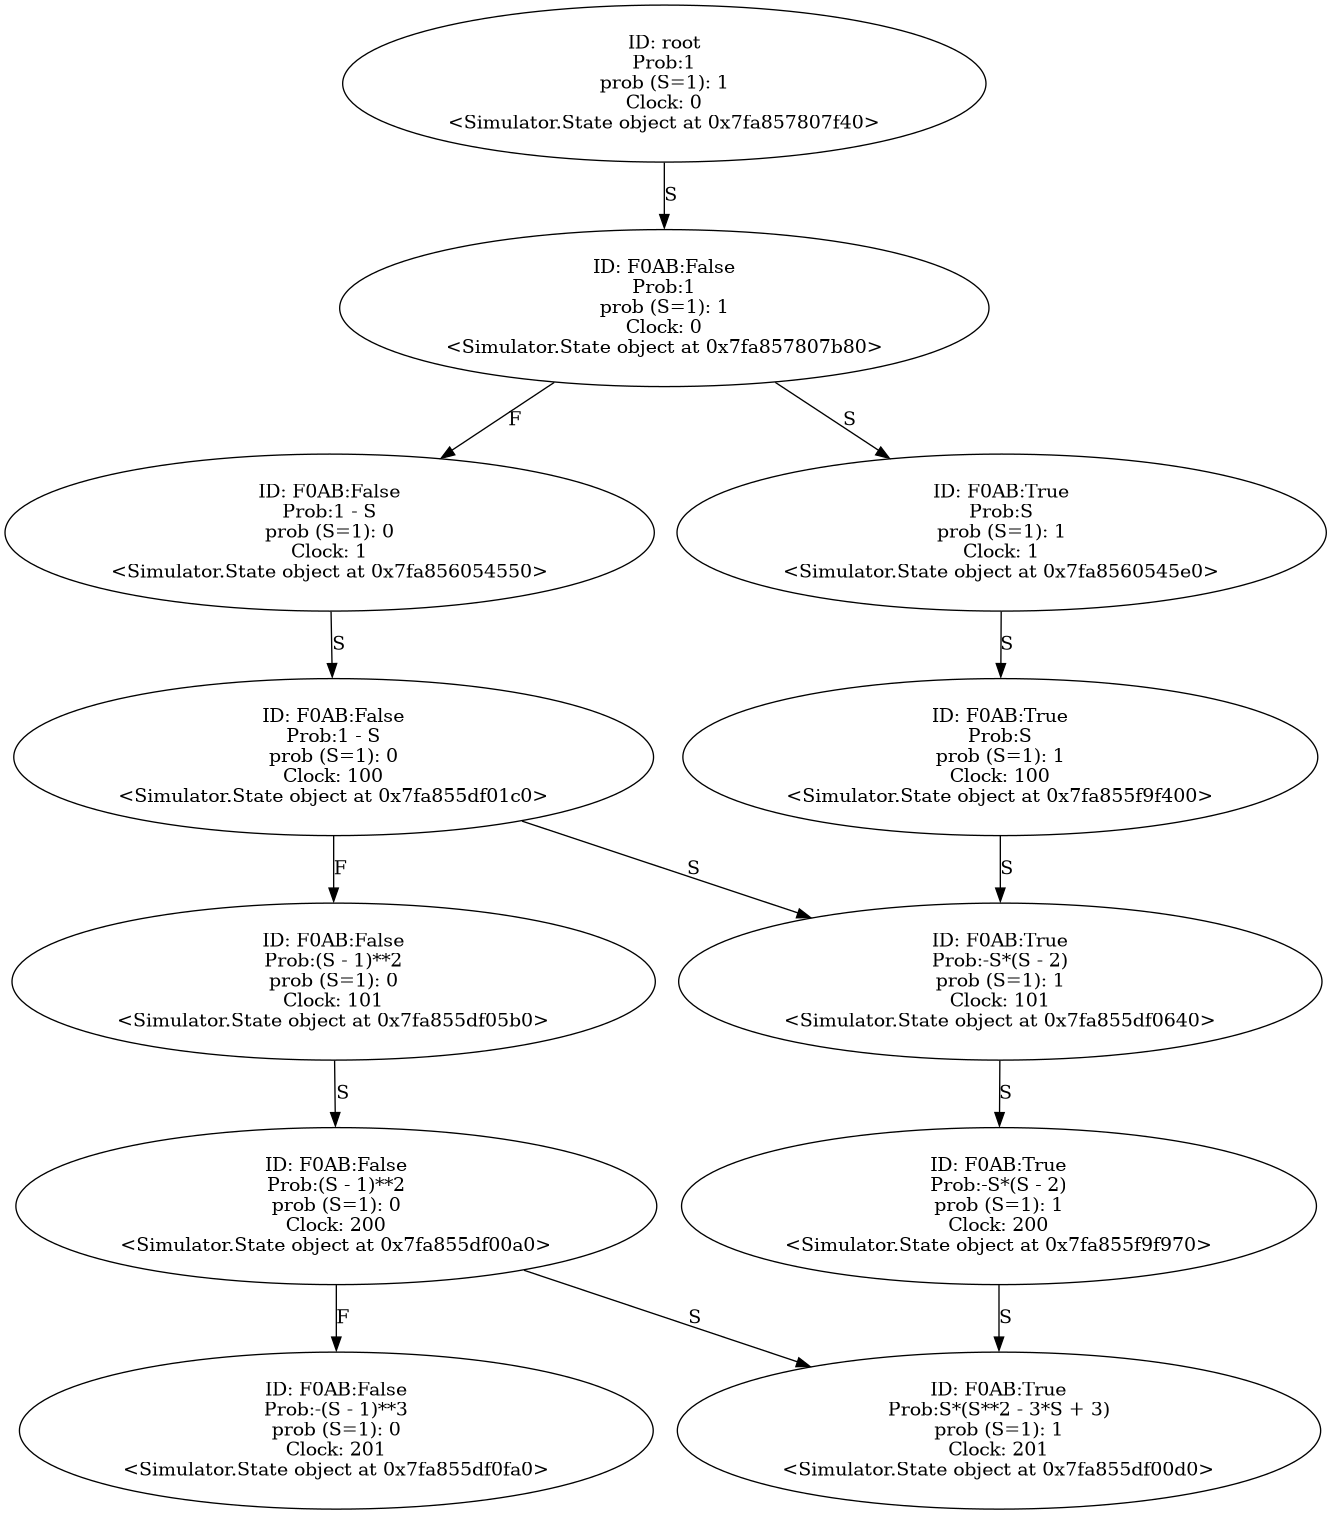 ID: root
Prob:1
prob (S=1): 1
Clock: 0
<Simulator.State object at 0x7fa857807f40>
S
ID: F0AB:False
Prob:1
prob (S=1): 1
Clock: 0
<Simulator.State object at 0x7fa857807b80>
F
S
ID: F0AB:False
Prob:1 - S
prob (S=1): 0
Clock: 1
<Simulator.State object at 0x7fa856054550>
ID: F0AB:True
Prob:S
prob (S=1): 1
Clock: 1
<Simulator.State object at 0x7fa8560545e0>
S
S
ID: F0AB:False
Prob:1 - S
prob (S=1): 0
Clock: 100
<Simulator.State object at 0x7fa855df01c0>
ID: F0AB:True
Prob:S
prob (S=1): 1
Clock: 100
<Simulator.State object at 0x7fa855f9f400>
F
S
S
ID: F0AB:False
Prob:(S - 1)**2
prob (S=1): 0
Clock: 101
<Simulator.State object at 0x7fa855df05b0>
ID: F0AB:True
Prob:-S*(S - 2)
prob (S=1): 1
Clock: 101
<Simulator.State object at 0x7fa855df0640>
S
S
ID: F0AB:False
Prob:(S - 1)**2
prob (S=1): 0
Clock: 200
<Simulator.State object at 0x7fa855df00a0>
ID: F0AB:True
Prob:-S*(S - 2)
prob (S=1): 1
Clock: 200
<Simulator.State object at 0x7fa855f9f970>
F
S
S
ID: F0AB:False
Prob:-(S - 1)**3
prob (S=1): 0
Clock: 201
<Simulator.State object at 0x7fa855df0fa0>
ID: F0AB:True
Prob:S*(S**2 - 3*S + 3)
prob (S=1): 1
Clock: 201
<Simulator.State object at 0x7fa855df00d0>